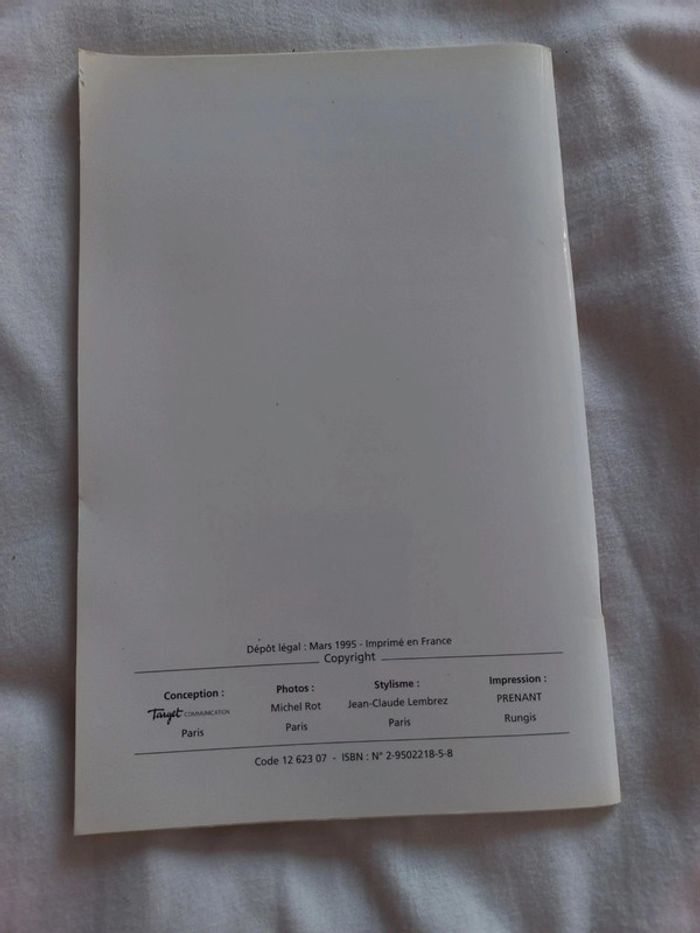 Dépôt légal : Mars 1995 - Imprimé en France
Copyright
Conception :
Target COMMUNICATION
Paris
Photos :
Michel Rot
Paris
Stylisme :
Jean-Claude Lembrez
Paris
Impression :
PRENANT
Rungis
Code 12 623 07 - ISBN : N° 2-9502218-5-8